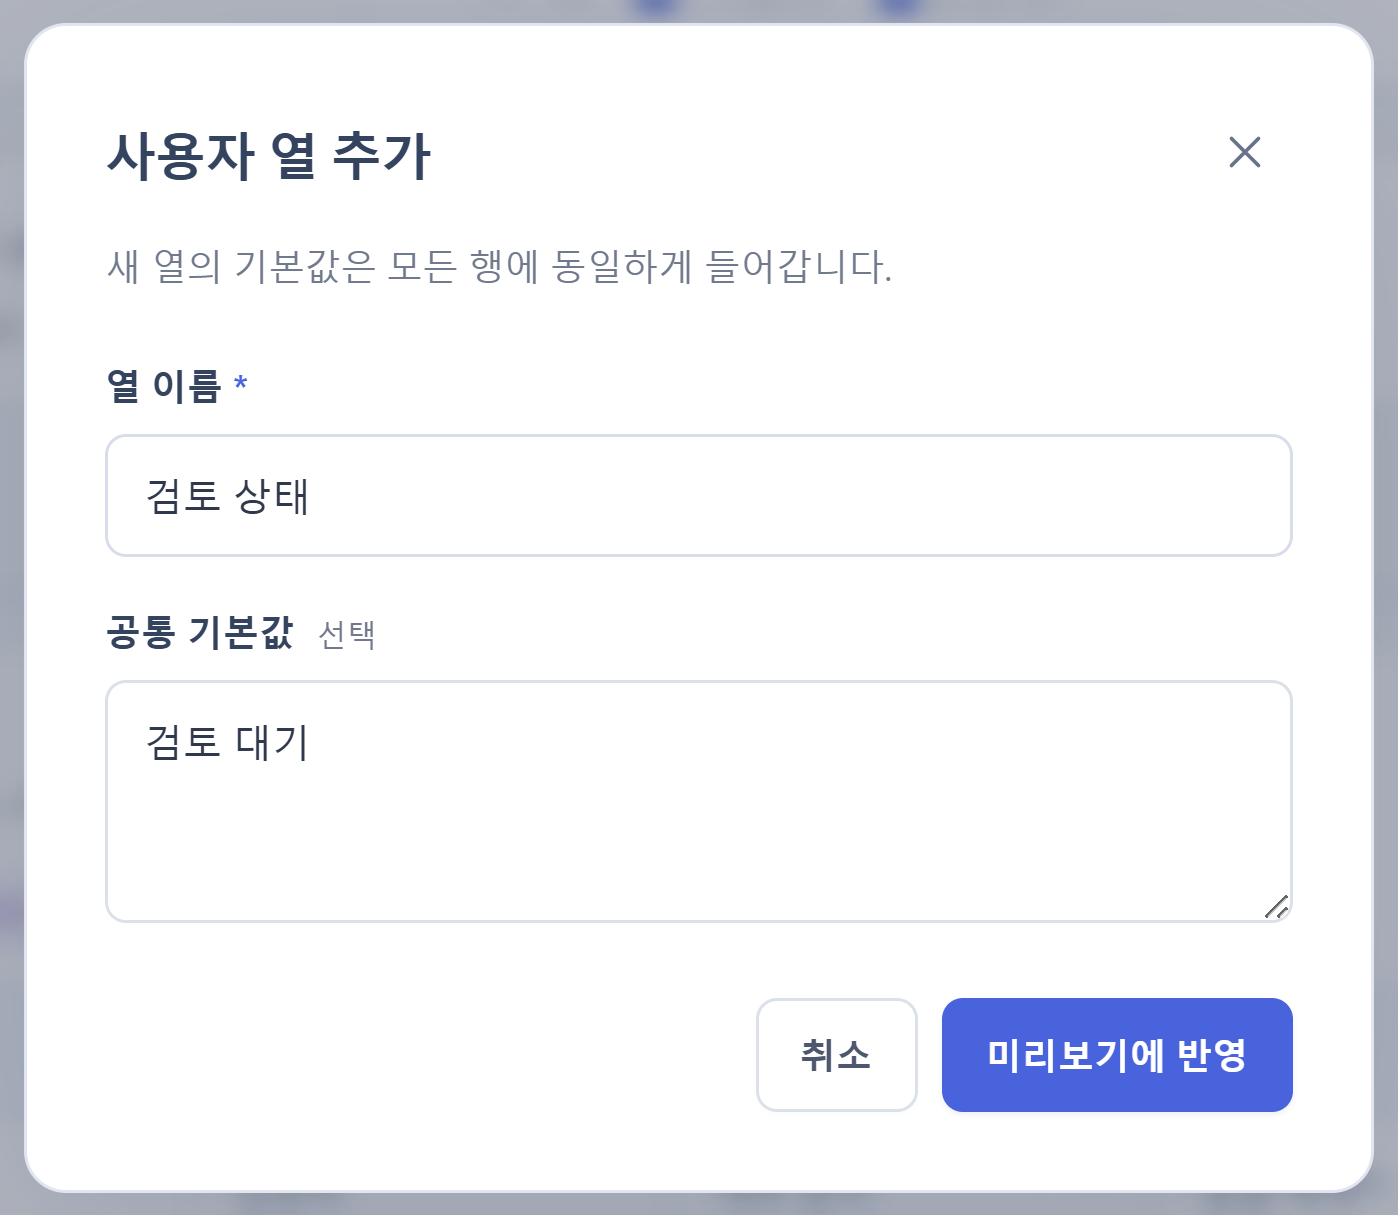 사용자 열 추가
새 열의 기본값은 모든 행에 동일하게 들어갑니다.
열 이름 *
검토 상태
공통 기본값 선택
검토 대기
취소
미리보기에 반영